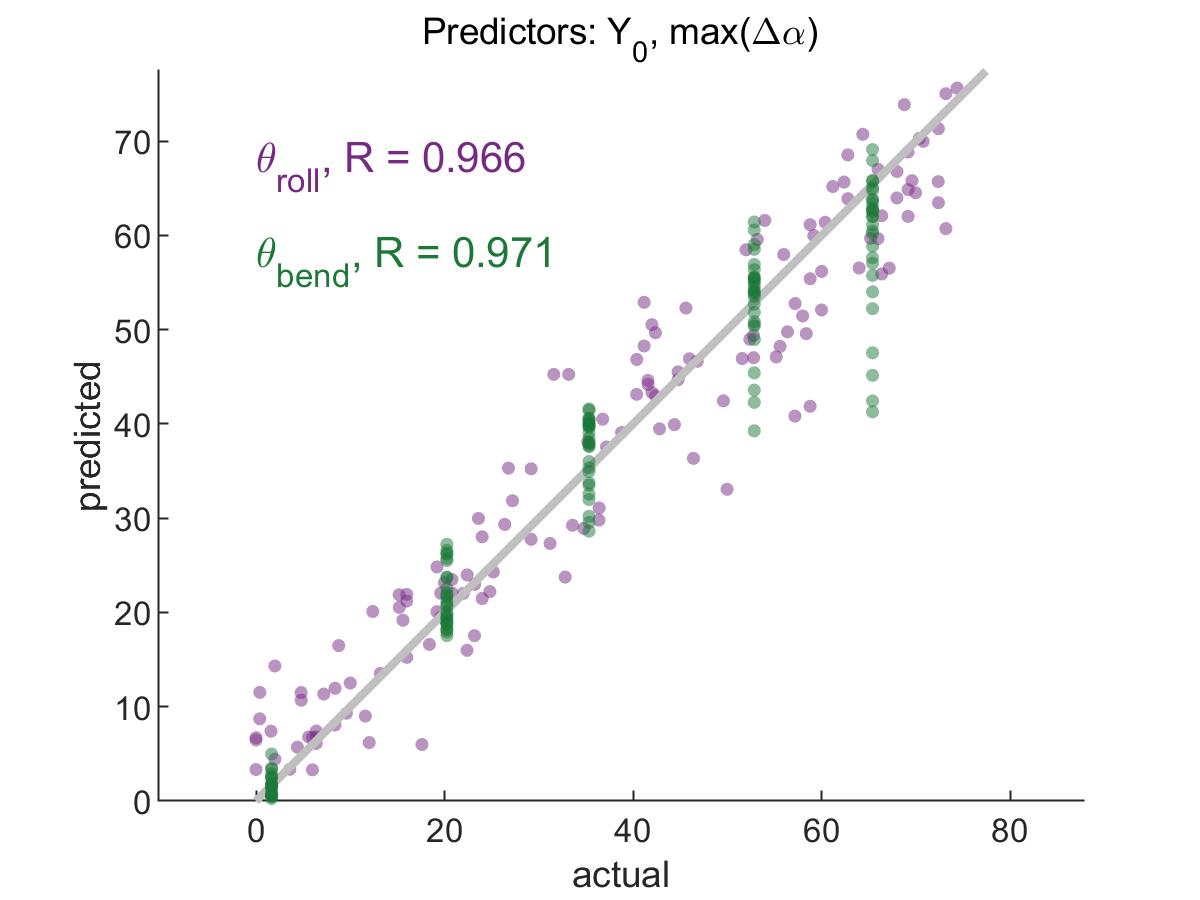 Predictors: Y0, max(Δα)
θroll, R = 0.966
θbend, R = 0.971
predicted
70
60
50
40
30
20
10
0
0 20 40 60 80
actual